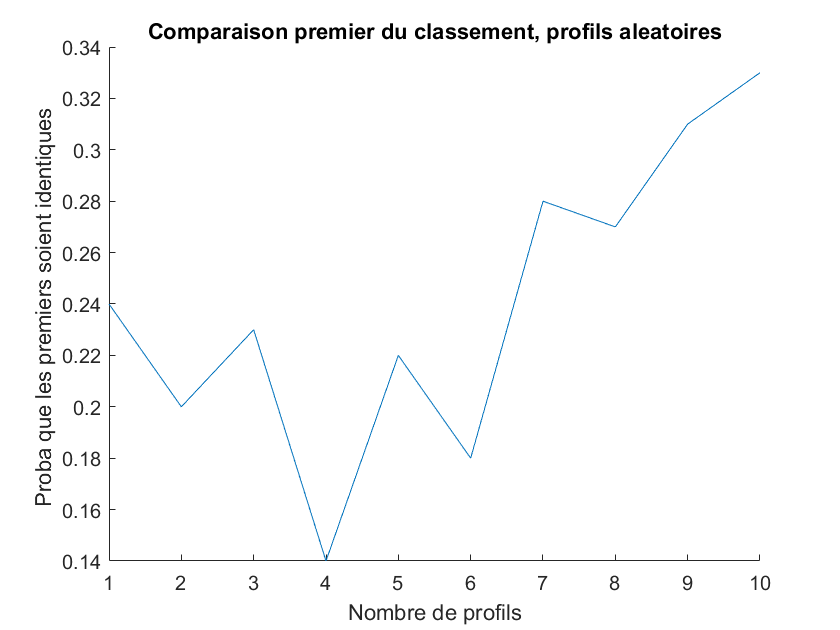 Comparaison premier du classement, profils aleatoires
Proba que les premiers soient identiques
0.34
0.32
0.3
0.28
0.26
0.24
0.22
0.2
0.18
0.16
0.14
1 2 3 4 5 6 7 8 9 10
Nombre de profils